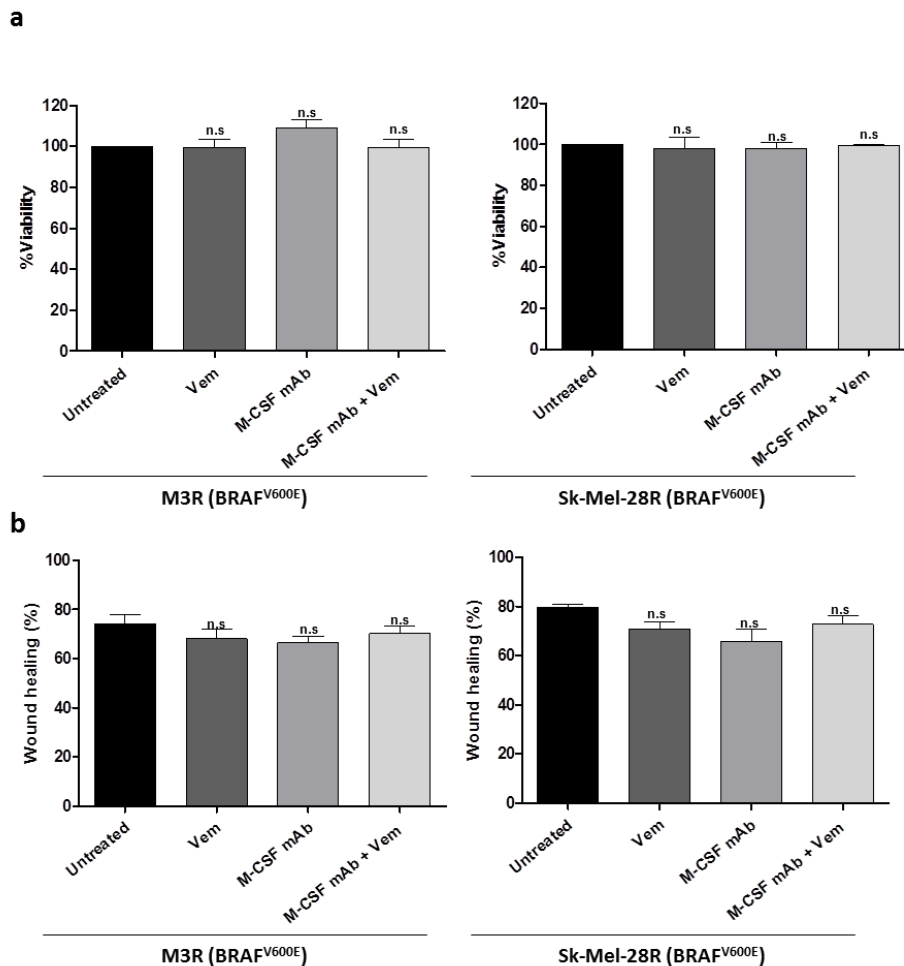 a
120
100
80
60
40
20
0
%Viability
n.s
n.s
n.s
Untreated
Vem
M-CSF mAb
M-CSF mAb + Vem
M3R (BRAFV600E)
120
100
80
60
40
20
0
%Viability
n.s
n.s
n.s
Untreated
Vem
M-CSF mAb
M-CSF mAb + Vem
Sk-Mel-28R (BRAFV600E)
b
100
80
60
40
20
0
Wound healing (%)
n.s
n.s
n.s
Untreated
Vem
M-CSF mAb
M-CSF mAb + Vem
M3R (BRAFV600E)
100
80
60
40
20
0
Wound healing (%)
n.s
n.s
n.s
Untreated
Vem
M-CSF mAb
M-CSF mAb + Vem
Sk-Mel-28R (BRAFV600E)